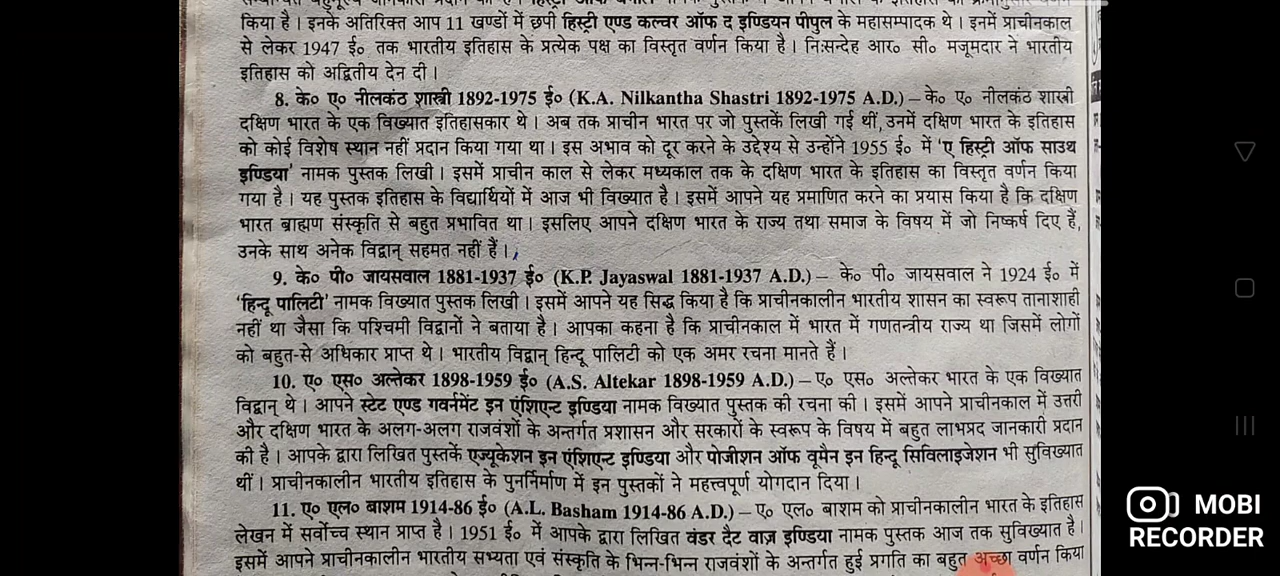 किया है। इनके अतिरिक्त आप 11 खण्डों में छपी हिस्ट्री एण्ड कल्चर ऑफ द इण्डियन पीपुल के महासम्पादक थे। इनमें प्राचीनकाल
से लेकर 1947 ई० तक भारतीय इतिहास के प्रत्येक पक्ष का विस्तृत वर्णन किया है। निःसन्देह आर० सी० मजूमदार ने भारतीय
इतिहास को अद्वितीय देन दी।
8. के० ए० नीलकंठ शास्त्री 1892-1975 ई० (K.A. Nilkantha Shastri 1892-1975 A.D.) – के० ए० नीलकंठ शास्त्री
दक्षिण भारत के एक विख्यात इतिहासकार थे। अब तक प्राचीन भारत पर जो पुस्तकें लिखी गई थीं, उनमें दक्षिण भारत के इतिहास
को कोई विशेष स्थान नहीं प्रदान किया गया था। इस अभाव को दूर करने के उद्देश्य से उन्होंने 1955 ई० में 'ए हिस्ट्री ऑफ साउथ
इण्डिया' नामक पुस्तक लिखी। इसमें प्राचीन काल से लेकर मध्यकाल तक के दक्षिण भारत के इतिहास का विस्तृत वर्णन किया
गया है। यह पुस्तक इतिहास के विद्यार्थियों में आज भी विख्यात है। इसमें आपने यह प्रमाणित करने का प्रयास किया है कि दक्षिण
भारत ब्राह्मण संस्कृति से बहुत प्रभावित था। इसलिए आपने दक्षिण भारत के राज्य तथा समाज के विषय में जो निष्कर्ष दिए हैं,
उनके साथ अनेक विद्वान् सहमत नहीं हैं।
9. के० पी० जायसवाल 1881-1937 ई० (K.P. Jayaswal 1881-1937 A.D.) – के० पी० जायसवाल ने 1924 ई० में
'हिन्दू पालिटी' नामक विख्यात पुस्तक लिखी। इसमें आपने यह सिद्ध किया है कि प्राचीनकालीन भारतीय शासन का स्वरूप तानाशाही
नहीं था जैसा कि पश्चिमी विद्वानों ने बताया है। आपका कहना है कि प्राचीनकाल में भारत में गणतन्त्रीय राज्य था जिसमें लोगों
को बहुत-से अधिकार प्राप्त थे। भारतीय विद्वान् हिन्दू पालिटी को एक अमर रचना मानते हैं।
10. ए० एस० अल्तेकर 1898-1959 ई० (A.S. Altekar 1898-1959 A.D.) – ए० एस० अल्तेकर भारत के एक विख्यात
विद्वान् थे। आपने स्टेट एण्ड गवर्नमेंट इन एंशिएन्ट इण्डिया नामक विख्यात पुस्तक की रचना की। इसमें आपने प्राचीनकाल में उत्तरी
और दक्षिण भारत के अलग-अलग राजवंशों के अन्तर्गत प्रशासन और सरकारों के स्वरूप के विषय में बहुत लाभप्रद जानकारी प्रदान
की है। आपके द्वारा लिखित पुस्तकें एज्यूकेशन इन एंशिएन्ट इण्डिया और पोजीशन ऑफ वूमैन इन हिन्दू सिविलाइजेशन भी सुविख्यात
थीं। प्राचीनकालीन भारतीय इतिहास के पुनर्निर्माण में इन पुस्तकों ने महत्त्वपूर्ण योगदान दिया।
11. ए० एल० बाशम 1914-86 ई० (A.L. Basham 1914-86 A.D.) – ए० एल० बाशम को प्राचीनकालीन भारत के इतिहास
लेखन में सर्वोच्च स्थान प्राप्त है। 1951 ई० में आपके द्वारा लिखित वंडर दैट वाज़ इण्डिया नामक पुस्तक आज तक सुविख्यात है।
इसमें आपने प्राचीनकालीन भारतीय सभ्यता एवं संस्कृति के भिन्न-भिन्न राजवंशों के अन्तर्गत हुई प्रगति का बहुत अच्छा वर्णन किया
MOBI
RECORDER